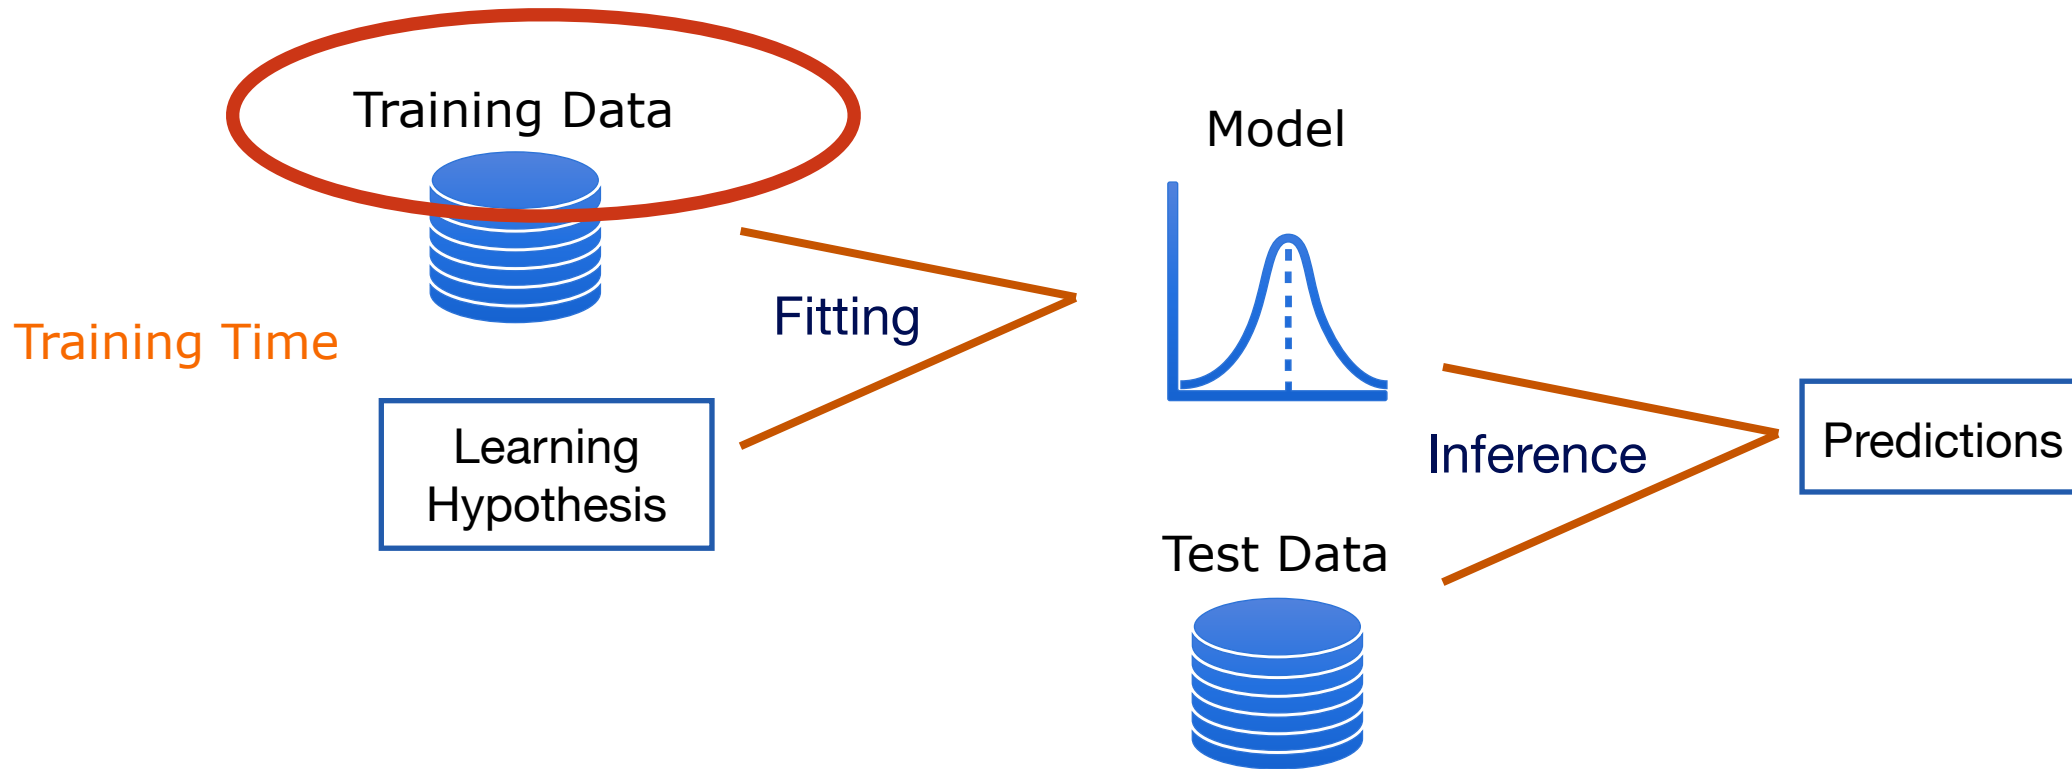 Training Data
Model
Fitting
Training Time
Learning
Hypothesis
Inference
Predictions
Test Data